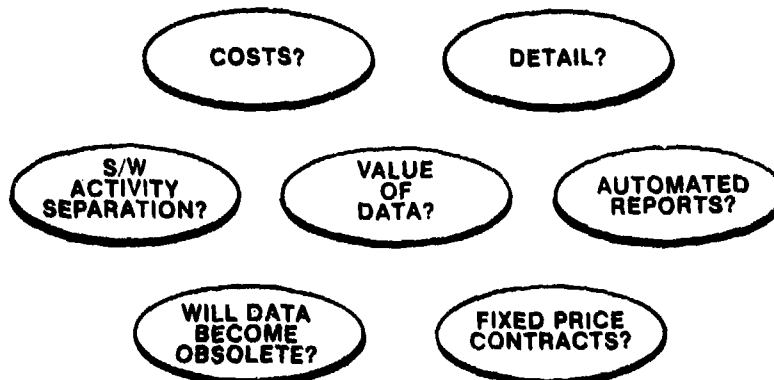 COSTS?
DETAIL?
S/W
ACTIVITY
SEPARATION?
VALUE
OF
DATA?
AUTOMATED
REPORTS?
WILL DATA
BECOME
OBSOLETE?
FIXED PRICE
CONTRACTS?